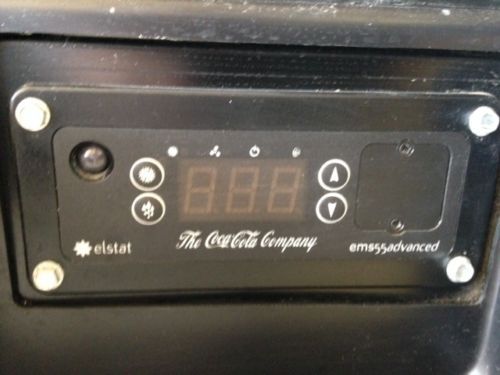 elstat
The Coca-Cola Company
ems55advanced